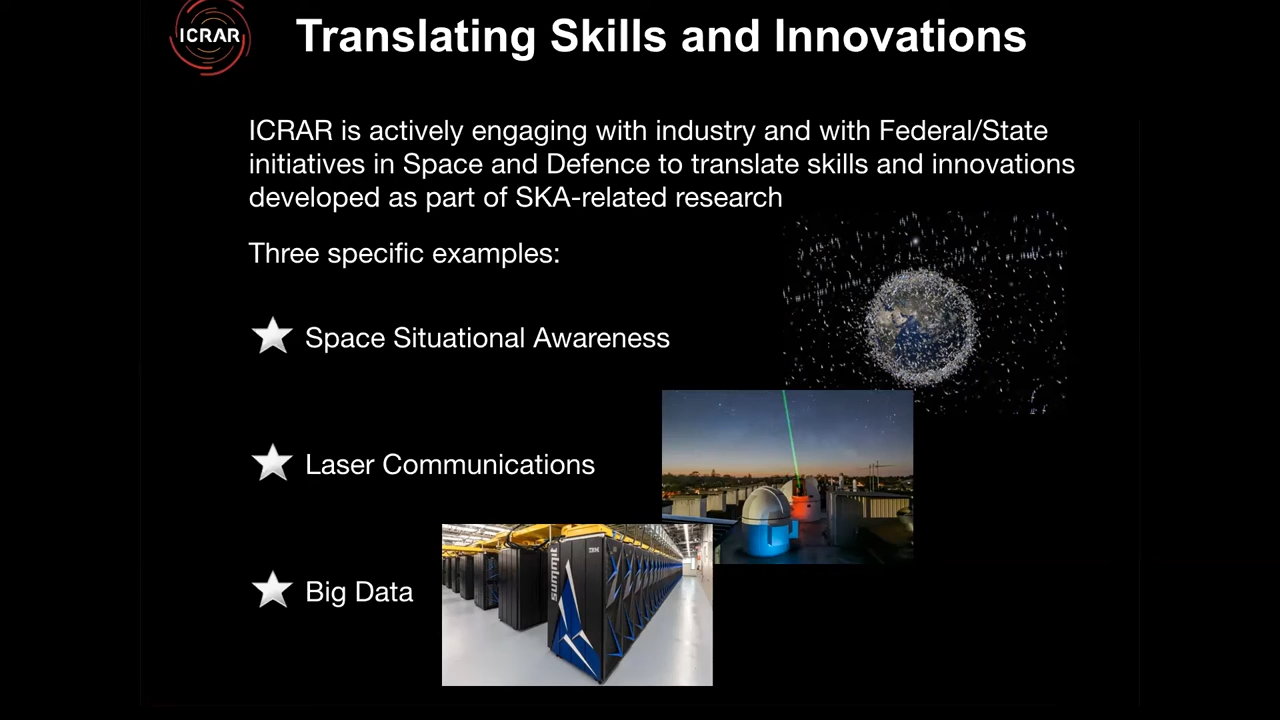 ICRAR
Translating Skills and Innovations
ICRAR is actively engaging with industry and with Federal/State
initiatives in Space and Defence to translate skills and innovations
developed as part of SKA-related research
Three specific examples:
Space Situational Awareness
Laser Communications
Big Data
summit
IBM